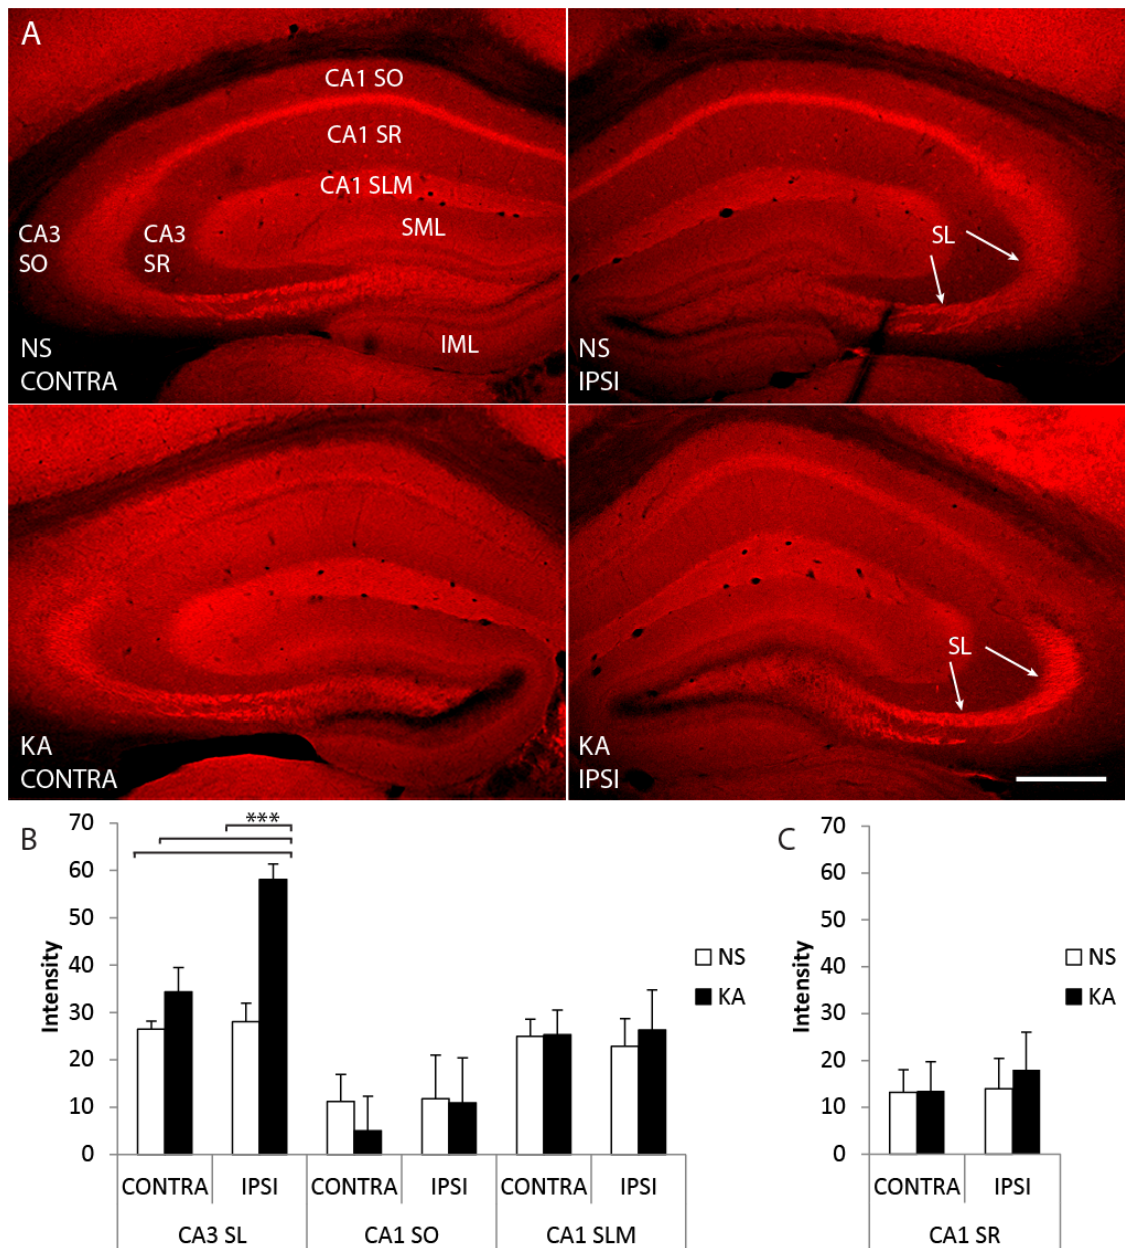 A
CA1 SO
CA1 SR
CA1 SLM
SML
CA3
SO
CA3
SR
IML
NS
CONTRA
SL
NS
IPSI
KA
CONTRA
SL
KA
IPSI
B
70
60
50
40
30
20
10
0
Intensity
***
NS
KA
CONTRA IPSI CONTRA IPSI CONTRA IPSI
CA3 SL CA1 SO CA1 SLM
C
70
60
50
40
30
20
10
0
Intensity
NS
KA
CONTRA IPSI
CA1 SR